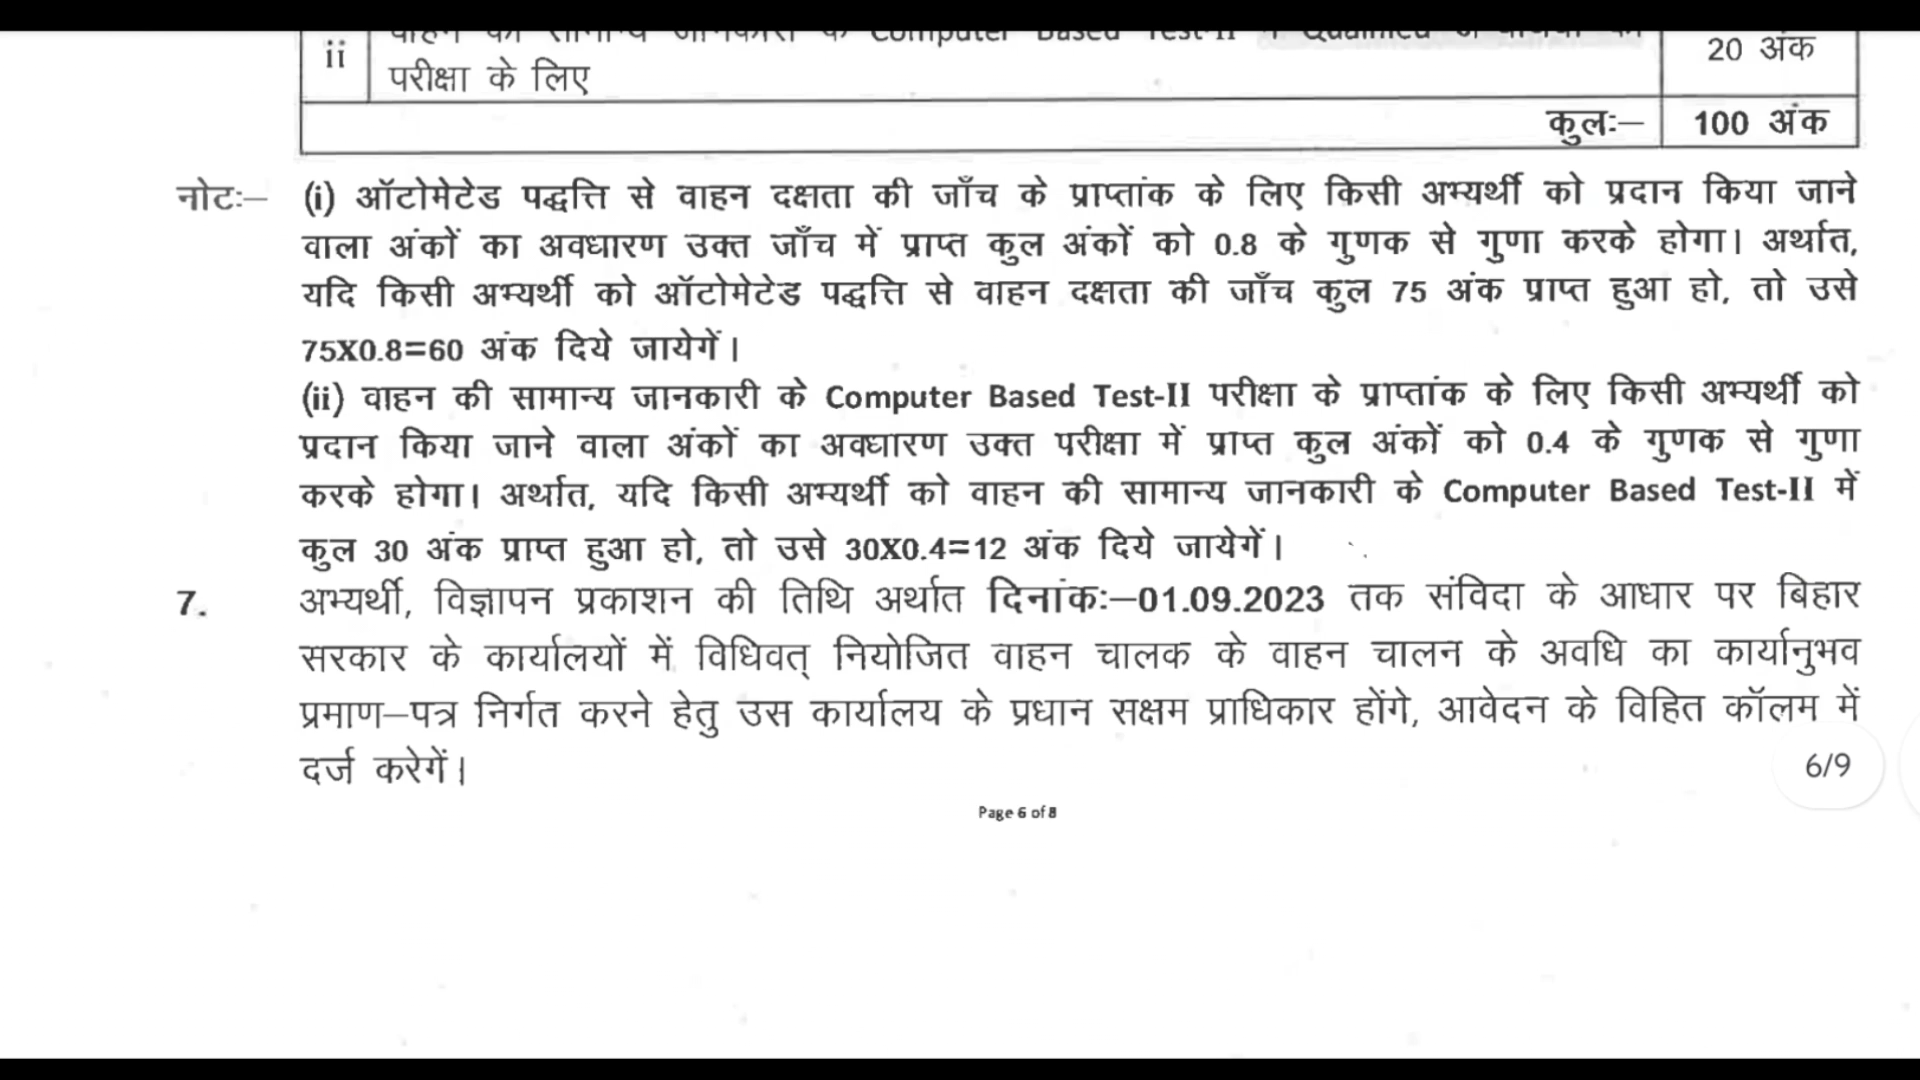 ii
Computer Based Test-II
20 अंक
परीक्षा के लिए
कुलः– 100 अंक
नोटः– (i) ऑटोमेटेड पद्धत्ति से वाहन दक्षता की जाँच के प्राप्तांक के लिए किसी अभ्यर्थी को प्रदान किया जाने
वाला अंकों का अवधारण उक्त जाँच में प्राप्त कुल अंकों को 0.8 के गुणक से गुणा करके होगा। अर्थात,
यदि किसी अभ्यर्थी को ऑटोमेटेड पद्धत्ति से वाहन दक्षता की जाँच कुल 75 अंक प्राप्त हुआ हो, तो उसे
75X0.8=60 अंक दिये जायेगें।
(ii) वाहन की सामान्य जानकारी के Computer Based Test-II परीक्षा के प्राप्तांक के लिए किसी अभ्यर्थी को
प्रदान किया जाने वाला अंकों का अवधारण उक्त परीक्षा में प्राप्त कुल अंकों को 0.4 के गुणक से गुणा
करके होगा। अर्थात, यदि किसी अभ्यर्थी को वाहन की सामान्य जानकारी के Computer Based Test-II में
कुल 30 अंक प्राप्त हुआ हो, तो उसे 30X0.4=12 अंक दिये जायेगें।
7. अभ्यर्थी, विज्ञापन प्रकाशन की तिथि अर्थात दिनांकः–01.09.2023 तक संविदा के आधार पर बिहार
सरकार के कार्यालयों में विधिवत् नियोजित वाहन चालक के वाहन चालन के अवधि का कार्यानुभव
प्रमाण–पत्र निर्गत करने हेतु उस कार्यालय के प्रधान सक्षम प्राधिकार होंगे, आवेदन के विहित कॉलम में
दर्ज करेगें।
6/9
Page 6 of 8